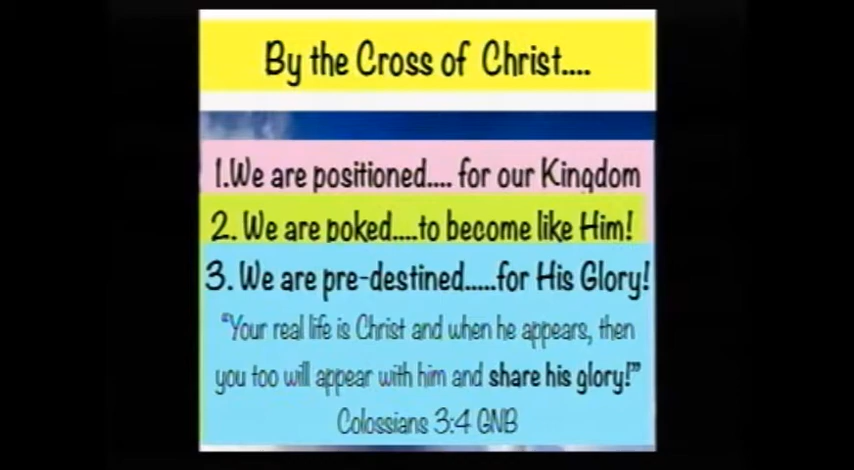 By the Cross of Christ....
1.We are positioned.... for our Kingdom
2. We are poked....to become like Him!
3. We are pre-destined.....for His Glory!
"Your real life is Christ and when he appears, then
you too will appear with him and share his glory!"
Colossians 3:4 GNB